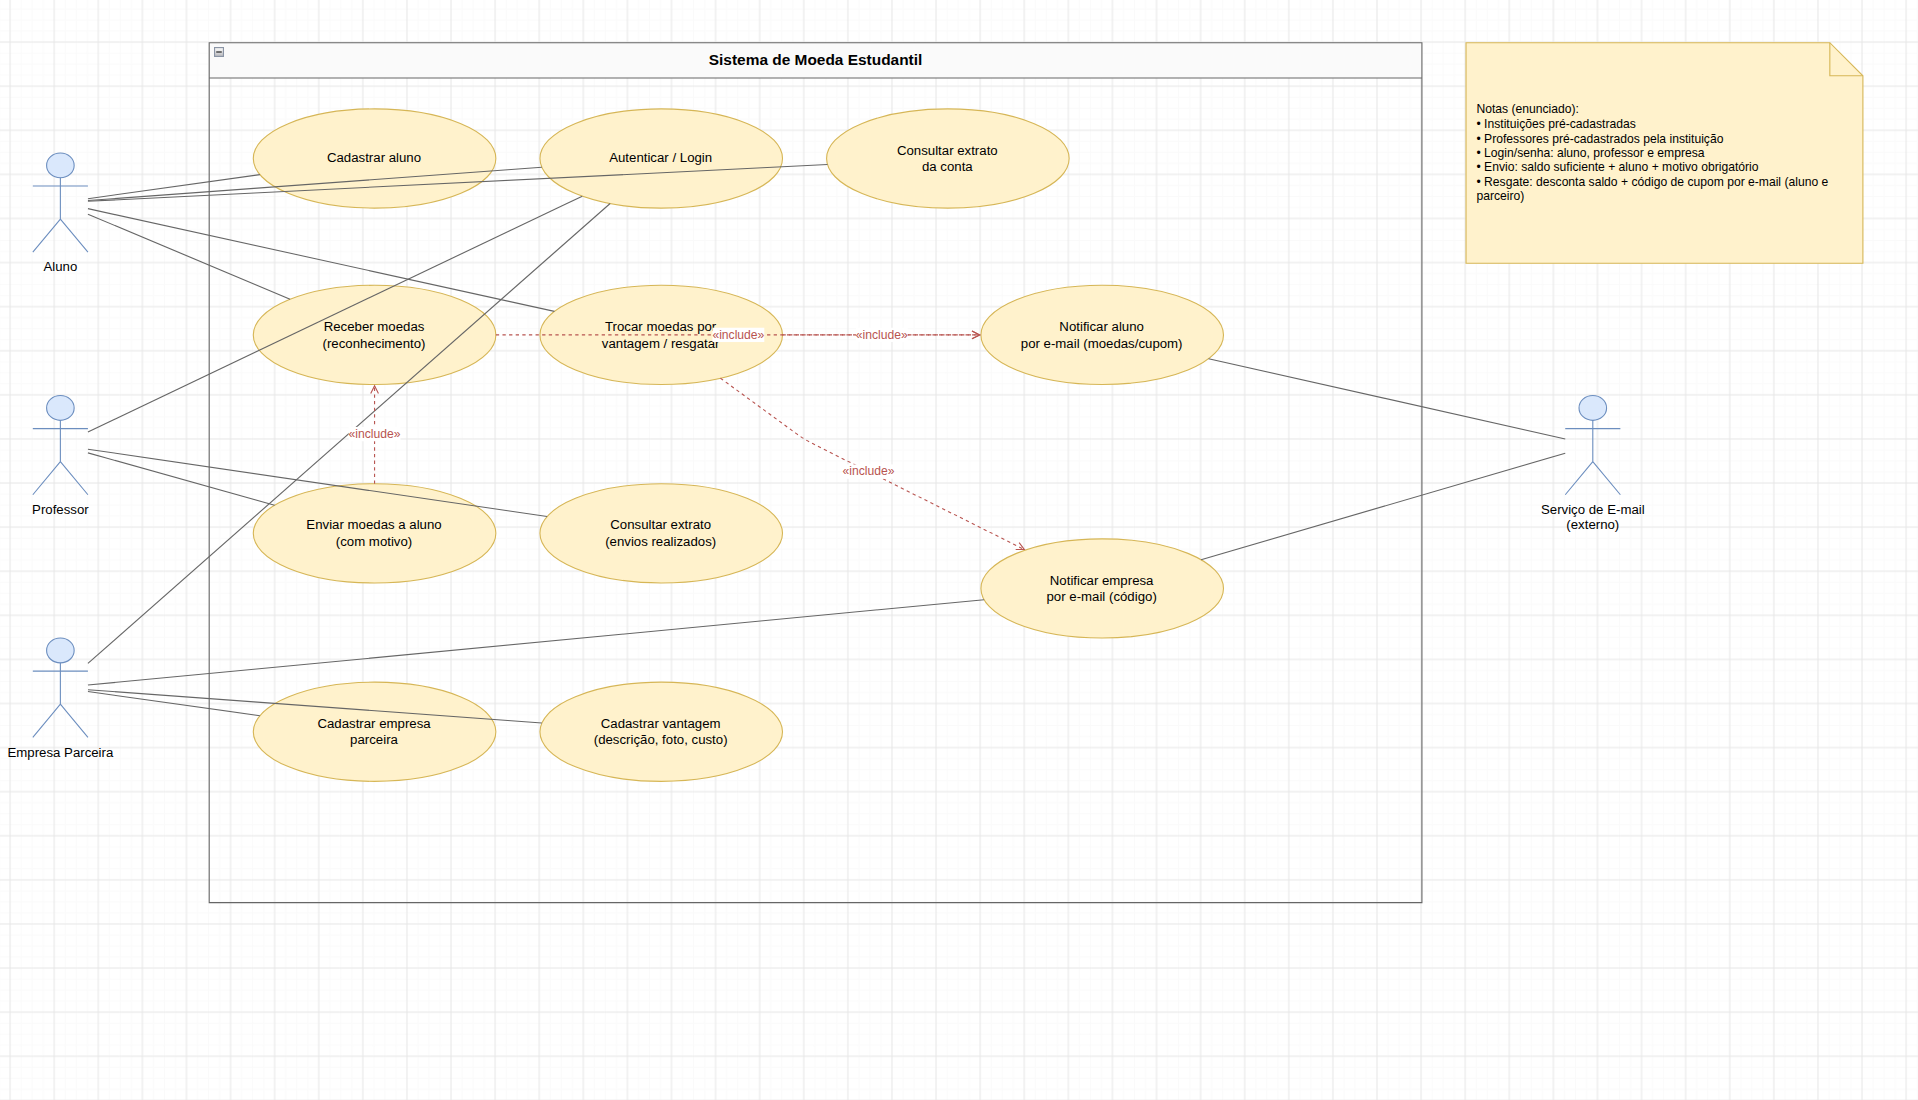 Sistema de Moeda Estudantil
Cadastrar aluno
Autenticar / Login
Consultar extrato
da conta
Notas (enunciado):
• Instituições pré-cadastradas
• Professores pré-cadastrados pela instituição
• Login/senha: aluno, professor e empresa
• Envio: saldo suficiente + aluno + motivo obrigatório
• Resgate: desconta saldo + código de cupom por e-mail (aluno e
parceiro)
Aluno
Receber moedas
(reconhecimento)
Trocar moedas por
vantagem / resgatar
«include»
«include»
Notificar aluno
por e-mail (moedas/cupom)
«include»
«include»
Professor
Enviar moedas a aluno
(com motivo)
Consultar extrato
(envios realizados)
Serviço de E-mail
(externo)
Notificar empresa
por e-mail (código)
Empresa Parceira
Cadastrar empresa
parceira
Cadastrar vantagem
(descrição, foto, custo)